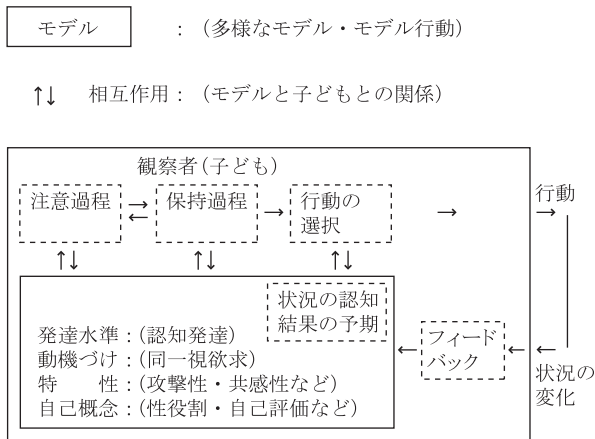 モデル : (多様なモデル・モデル行動)
↑↓ 相互作用 : (モデルと子どもとの関係)
観察者(子ども)
注意過程 → ← 保持過程 → 行動の選択 → → 行動
↑↓ ↑↓ ↑↓
状況の認知
結果の予期
発達水準:(認知発達)
動機づけ:(同一視欲求)
特　　性:(攻撃性・共感性など)
自己概念:(性役割・自己評価など)
← フィード
バック
←
状況の
変化